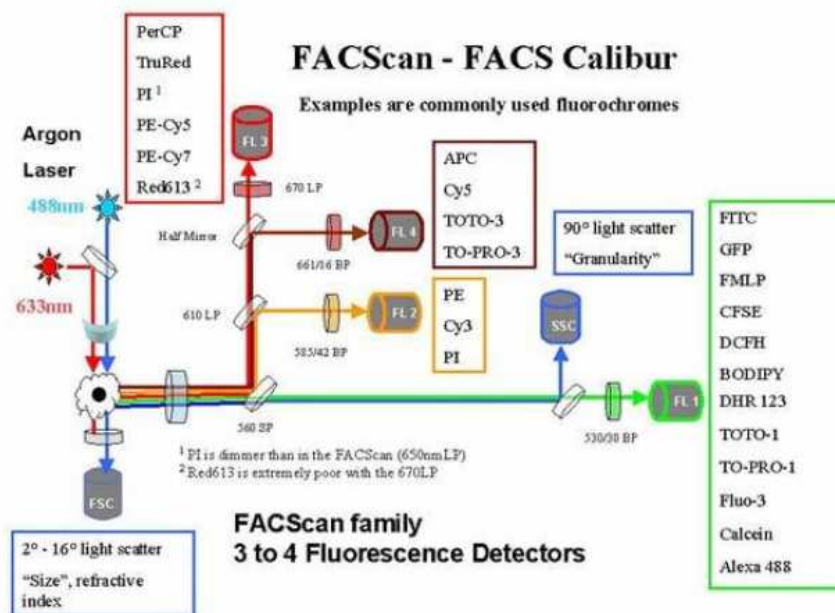 FACScan - FACS Calibur
Examples are commonly used fluorochromes
PerCP
TruRed
PI 1
PE-Cy5
PE-Cy7
Red613 2
Argon
Laser
488nm
633nm
FL 3
670 LP
Half Mirror
661/16 BP
FL 4
APC
Cy5
TOTO-3
TO-PRO-3
610 LP
585/42 BP
FL 2
PE
Cy3
PI
90° light scatter
“Granularity”
SSC
560 SP
530/30 BP
FL 1
FITC
GFP
FMLP
CFSE
DCFH
BODIPY
DHR 123
TOTO-1
TO-PRO-1
Fluo-3
Calcein
Alexa 488
1 PI is dimmer than in the FACScan (650nmLP)
2 Red613 is extremely poor with the 670LP
FSC
2° - 16° light scatter
“Size”, refractive
index
FACScan family
3 to 4 Fluorescence Detectors